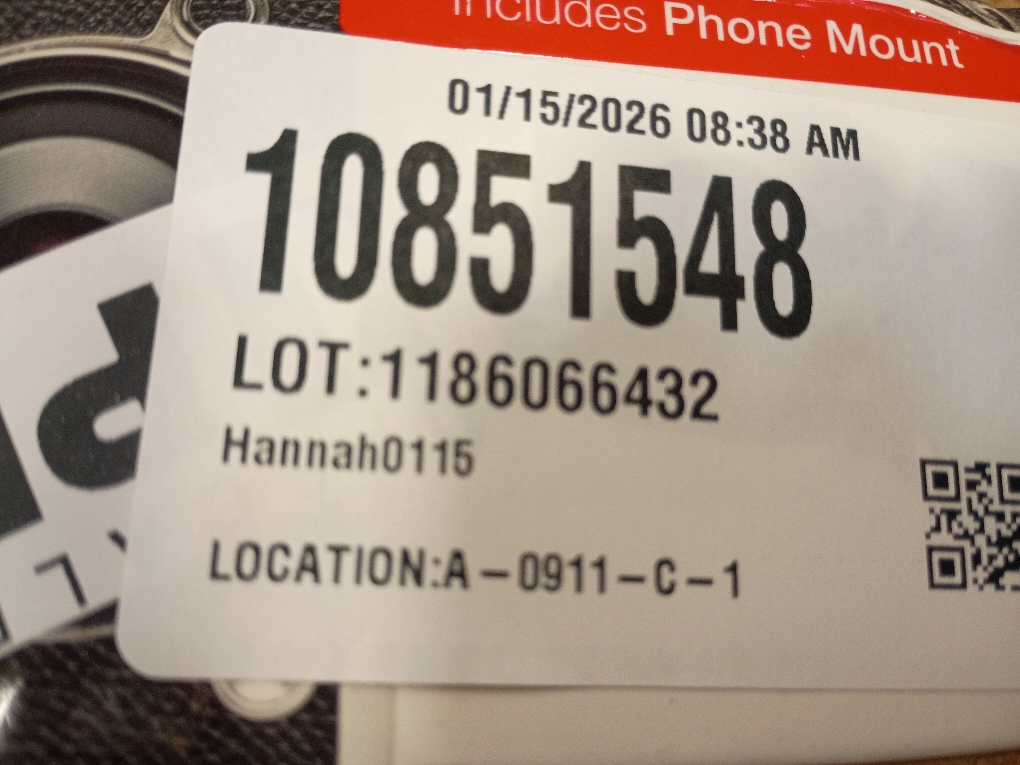 Includes Phone Mount
01/15/2026 08:38 AM
10851548
LOT:1186066432
Hannah0115
LOCATION:A-0911-C-1